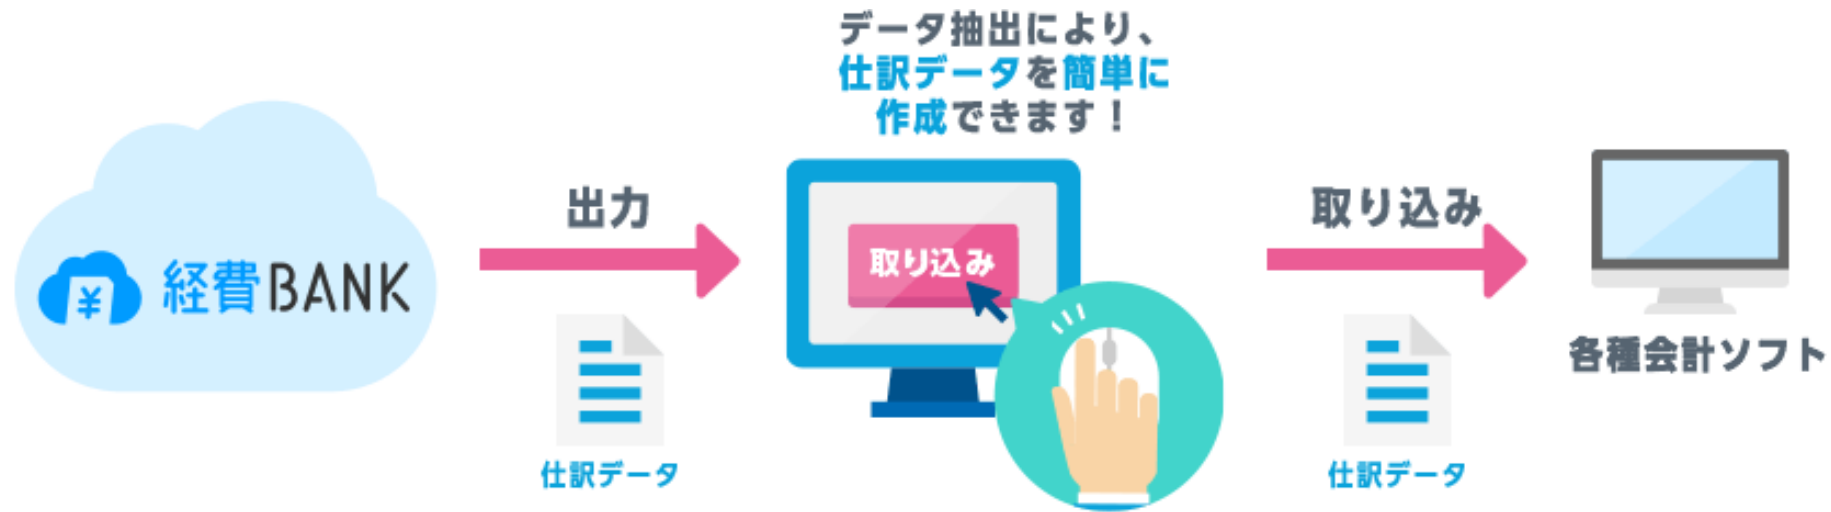 データ抽出により、
仕訳データを簡単に
作成できます！
経費BANK
¥
出力
仕訳データ
取り込み
取り込み
仕訳データ
各種会計ソフト